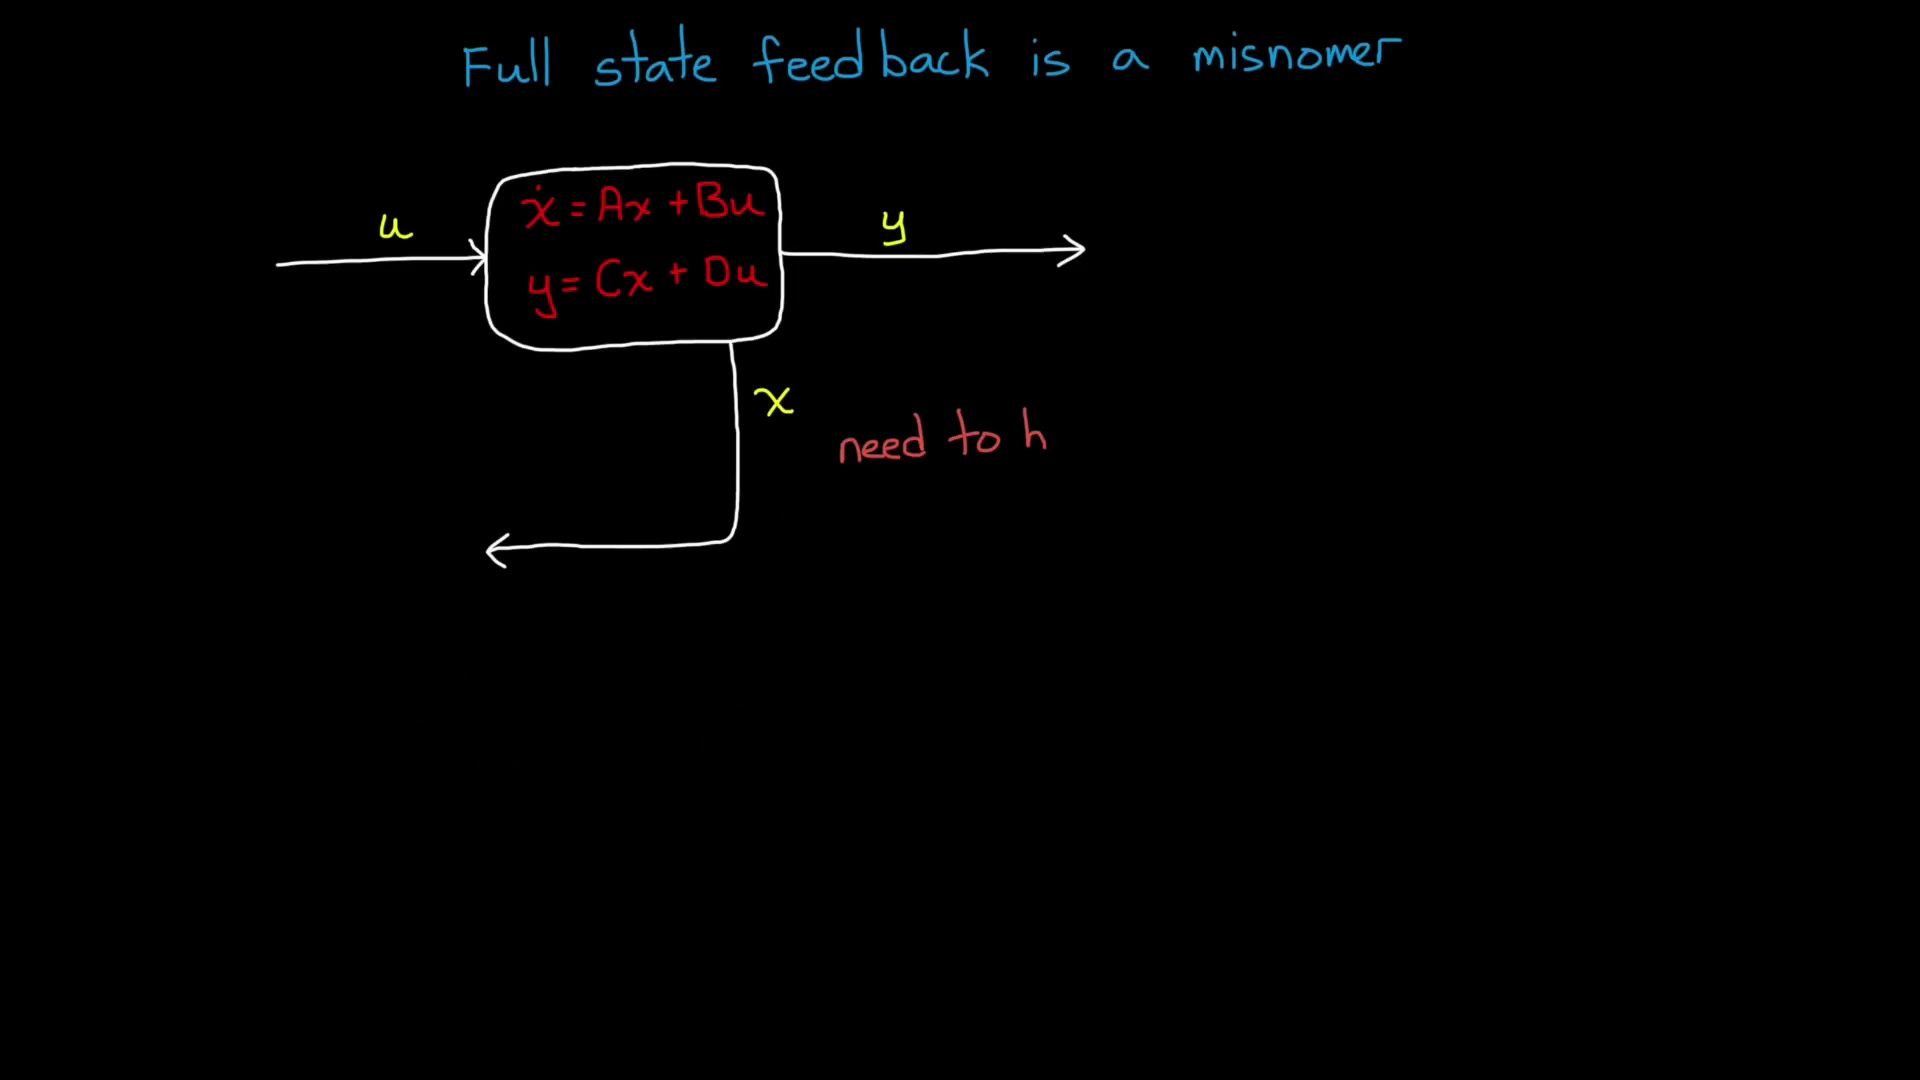 Full state feedback is a misnomer
u
ẋ = Ax + Bu
y = Cx + Du
y
x
need to h